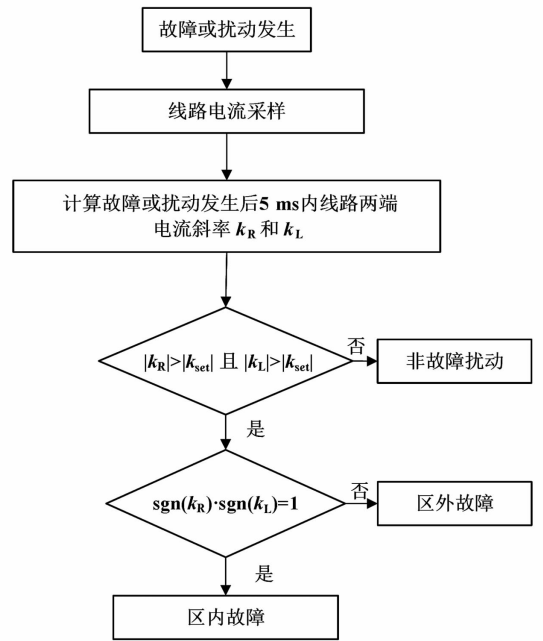 故障或扰动发生
线路电流采样
计算故障或扰动发生后5 ms内线路两端
电流斜率 kR 和 kL
|kR|>|kset| 且 |kL|>|kset|
否
非故障扰动
是
sgn(kR)·sgn(kL)=1
否
区外故障
是
区内故障